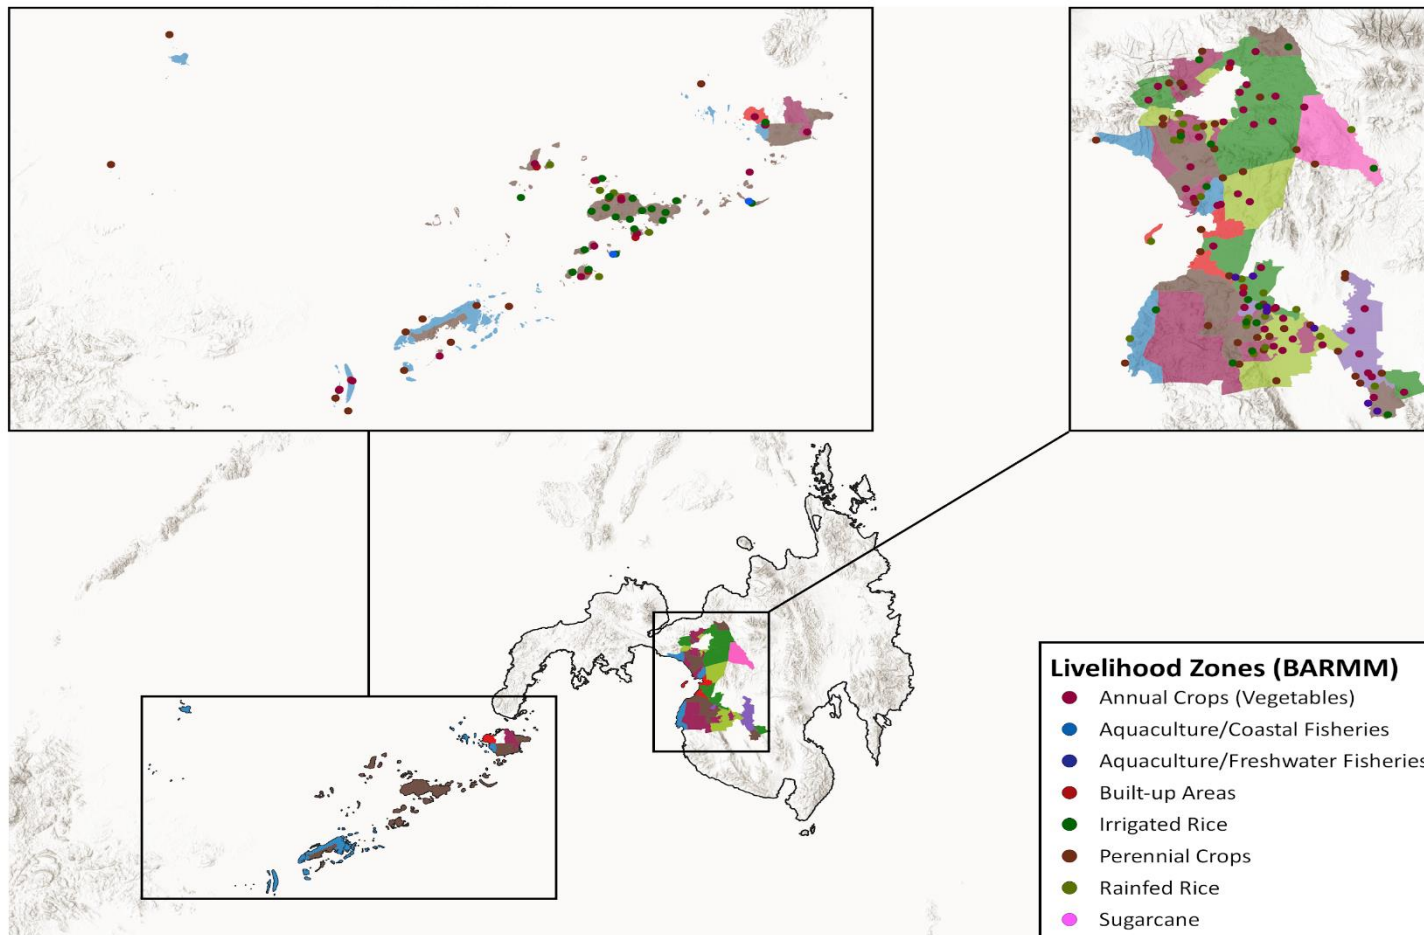 Livelihood Zones (BARMM)
Annual Crops (Vegetables)
Aquaculture/Coastal Fisheries
Aquaculture/Freshwater Fisheries
Built-up Areas
Irrigated Rice
Perennial Crops
Rainfed Rice
Sugarcane